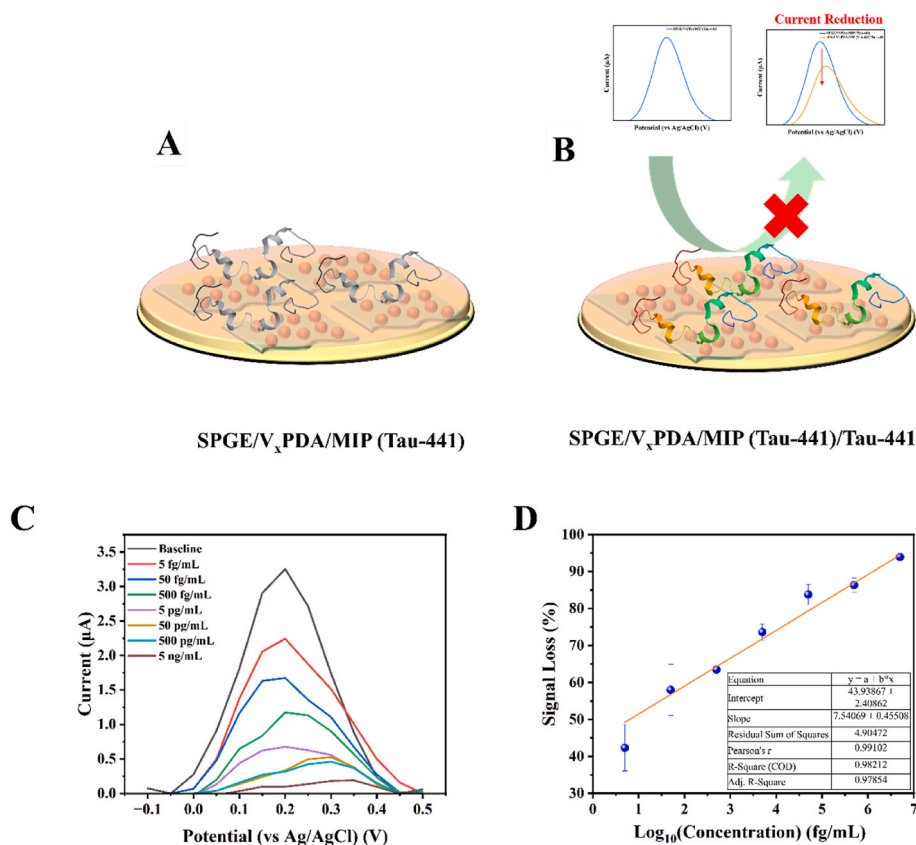 B
Current Reduction
Current (µA)
Potential (vs Ag/AgCl) (V)
Current (µA)
Potential (vs Ag/AgCl) (V)
A
SPGE/VxPDA/MIP (Tau-441)
SPGE/VxPDA/MIP (Tau-441)/Tau-441
C
Current (µA)
3.5
3.0
2.5
2.0
1.5
1.0
0.5
0.0
Baseline
5 fg/mL
50 fg/mL
500 fg/mL
5 pg/mL
50 pg/mL
500 pg/mL
5 ng/mL
−0.1 0.0 0.1 0.2 0.3 0.4 0.5
Potential (vs Ag/AgCl) (V)
D
Signal Loss (%)
100
90
80
70
60
50
40
30
Equation y = a + b*x
Intercept 43.93867 ± 2.40862
Slope 7.54069 ± 0.45508
Residual Sum of Squares 4.90472
Pearson's r 0.99102
R-Square (COD) 0.98212
Adj. R-Square 0.97854
0 1 2 3 4 5 6 7
Log10(Concentration) (fg/mL)